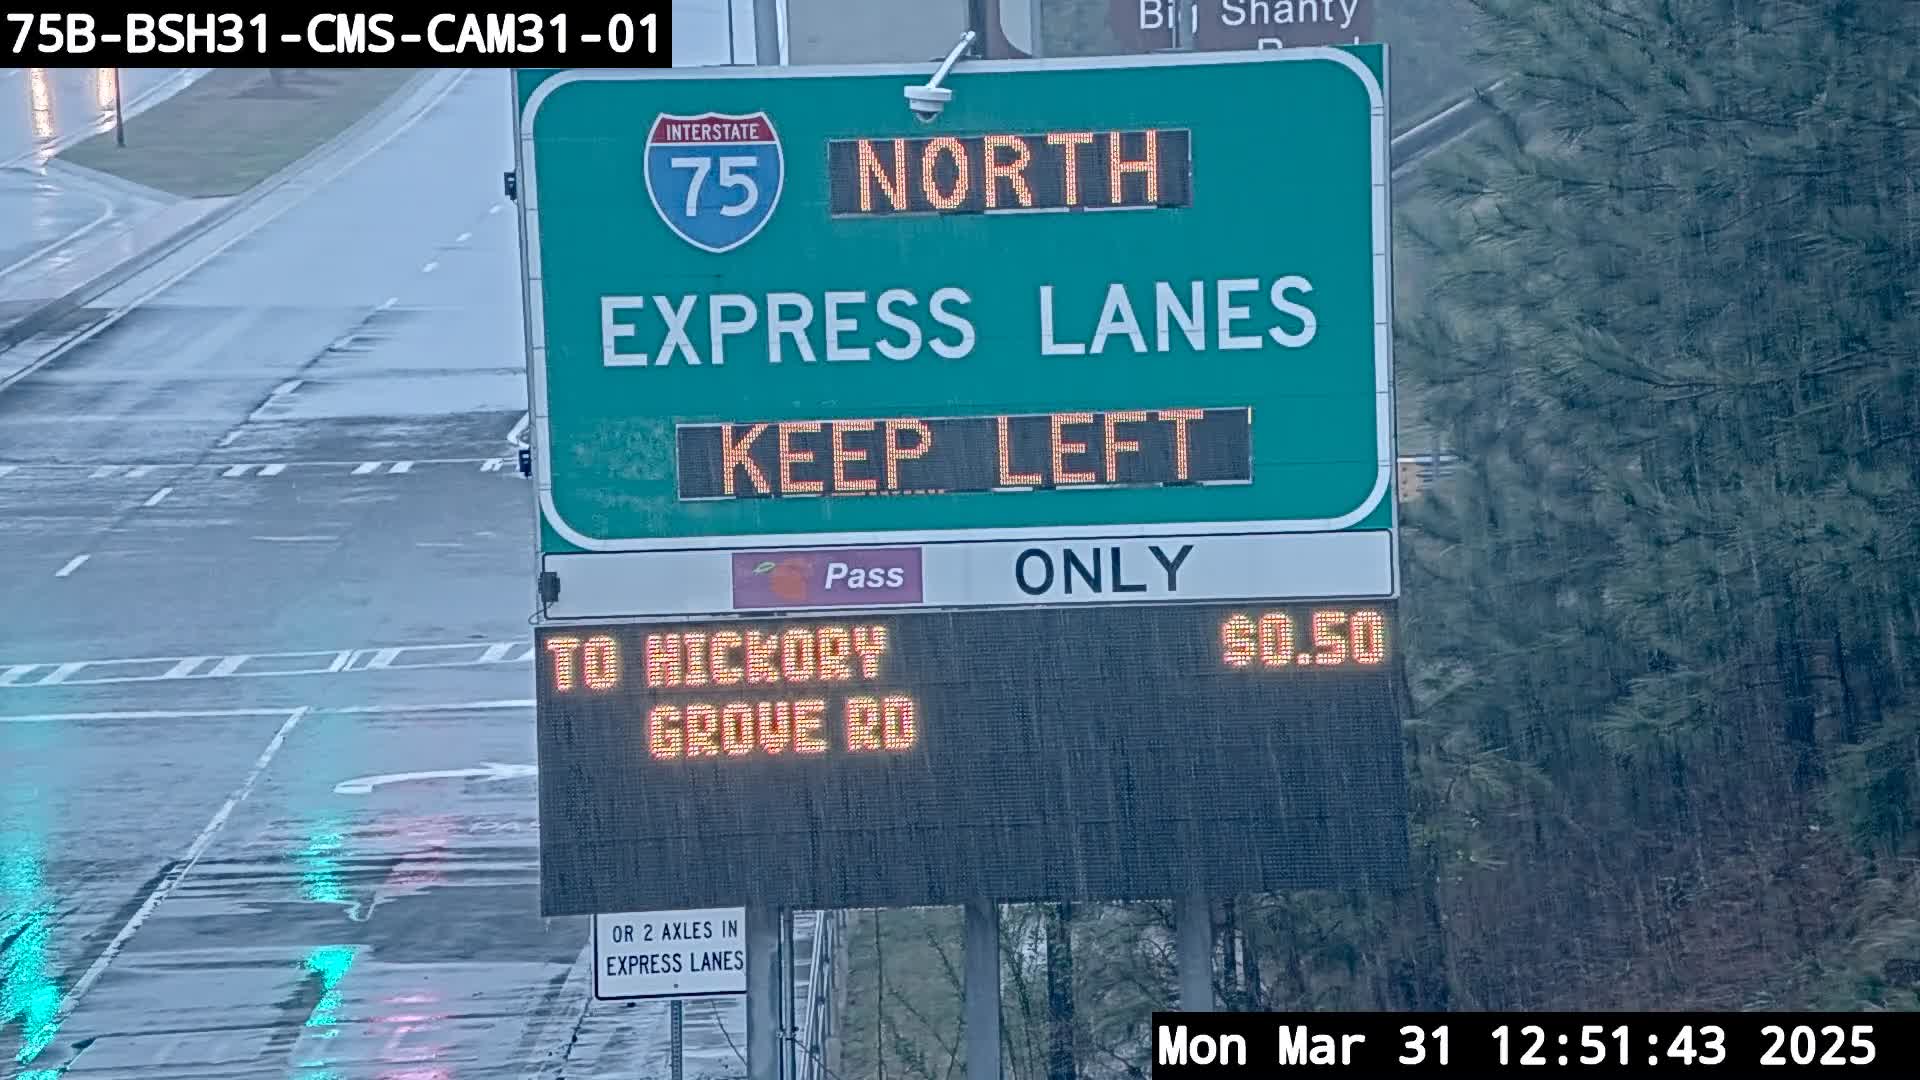 75B-BSH31-CMS-CAM31-01
Big Shanty
INTERSTATE
75
NORTH
EXPRESS LANES
KEEP LEFT
Pass
ONLY
TO HICKORY $0.50
GROVE RD
OR 2 AXLES IN
EXPRESS LANES
Mon Mar 31 12:51:43 2025